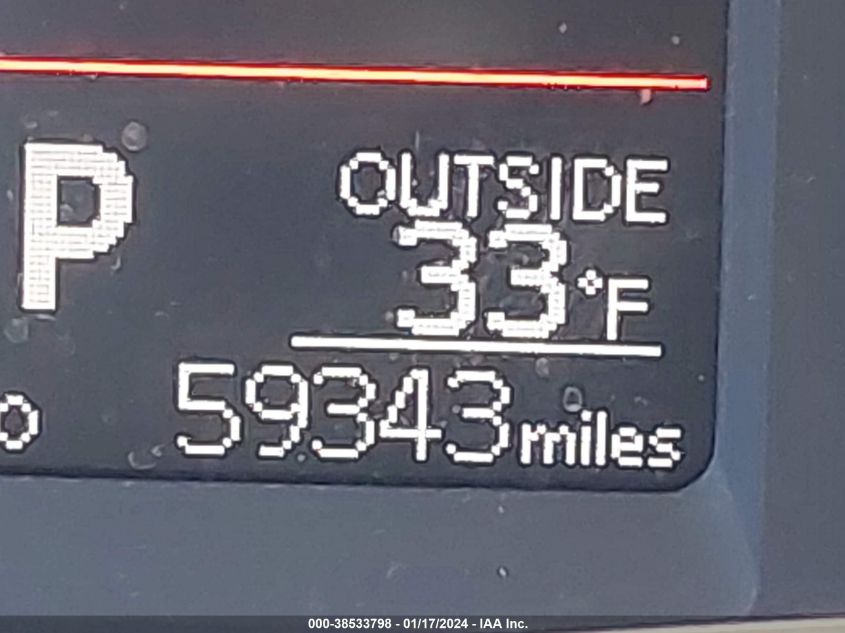 P
OUTSIDE
33°F
o
59343 miles
000-38533798 - 01/17/2024 - IAA Inc.